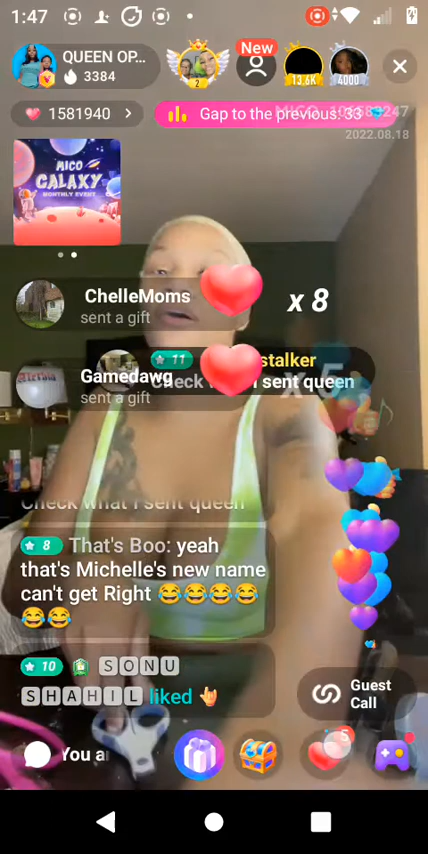 1:47
QUEEN OP...
3384
2
New
13.6K
4000
1581940
Gap to the previous: 33
2022.08.18
MICO
GALAXY
MONTHLY EVENT
ChelleMoms
sent a gift
x 8
11
stalker
Gamedawg
sent queen
sent a gift
Check what I sent queen
8 That's Boo: yeah
that's Michelle's new name
can't get Right 😂😂😂😂
😂😂
10 🅂🄾🄽🅄
🅂🄷🄰🄷🄸🄻 liked 🤟
Guest
Call
You a
5